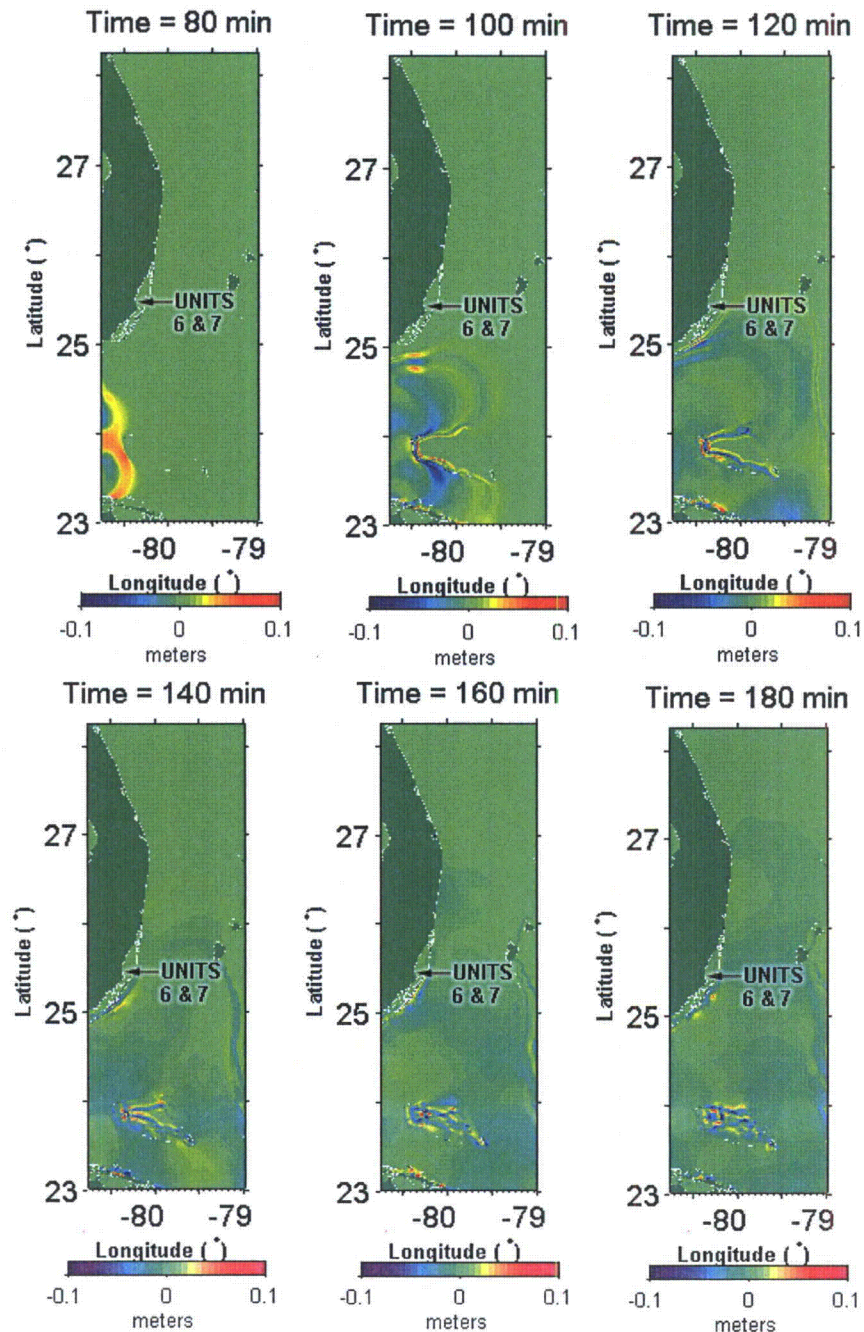 Time = 80 min
Time = 100 min
Time = 120 min
Latitude (°)
27
25
23
UNITS
6 & 7
-80
-79
Longitude (°)
-0.1
0
0.1
meters
Latitude (°)
27
25
23
UNITS
6 & 7
-80
-79
Longitude (°)
-0.1
0
0.1
meters
Latitude (°)
27
25
23
UNITS
6 & 7
-80
-79
Longitude (°)
-0.1
0
0.1
meters
Time = 140 min
Time = 160 min
Time = 180 min
Latitude (°)
27
25
23
UNITS
6 & 7
-80
-79
Longitude (°)
-0.1
0
0.1
meters
Latitude (°)
27
25
23
UNITS
6 & 7
-80
-79
Longitude (°)
-0.1
0
0.1
meters
Latitude (°)
27
25
23
UNITS
6 & 7
-80
-79
Longitude (°)
-0.1
0
0.1
meters